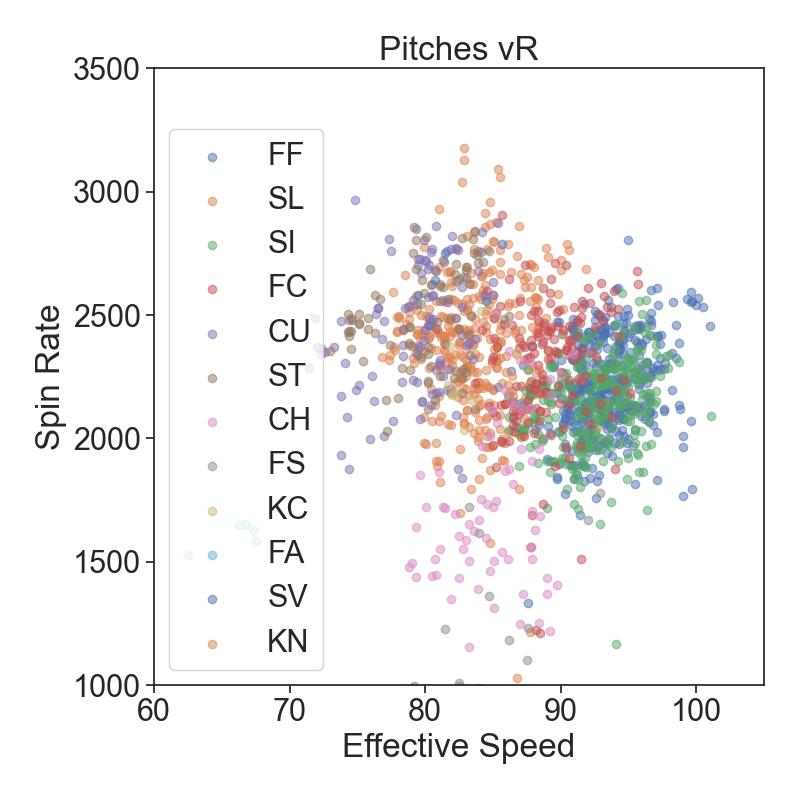 Pitches vR
3500
3000
2500
2000
1500
1000
Spin Rate
FF
SL
SI
FC
CU
ST
CH
FS
KC
FA
SV
KN
60
70
80
90
100
Effective Speed